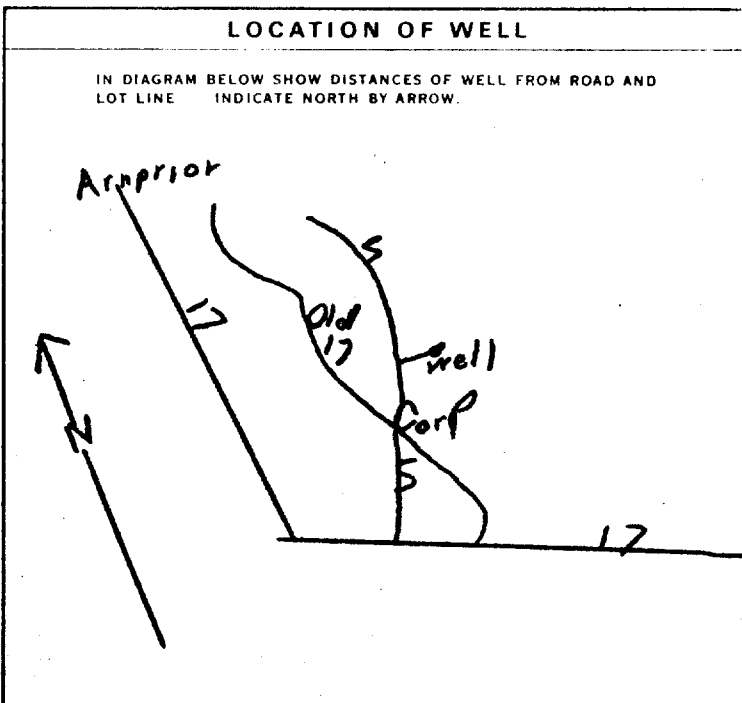 LOCATION OF WELL
IN DIAGRAM BELOW SHOW DISTANCES OF WELL FROM ROAD AND
LOT LINE INDICATE NORTH BY ARROW.
Arnprior
5
17
Old
17
well
N
Corp
5
17